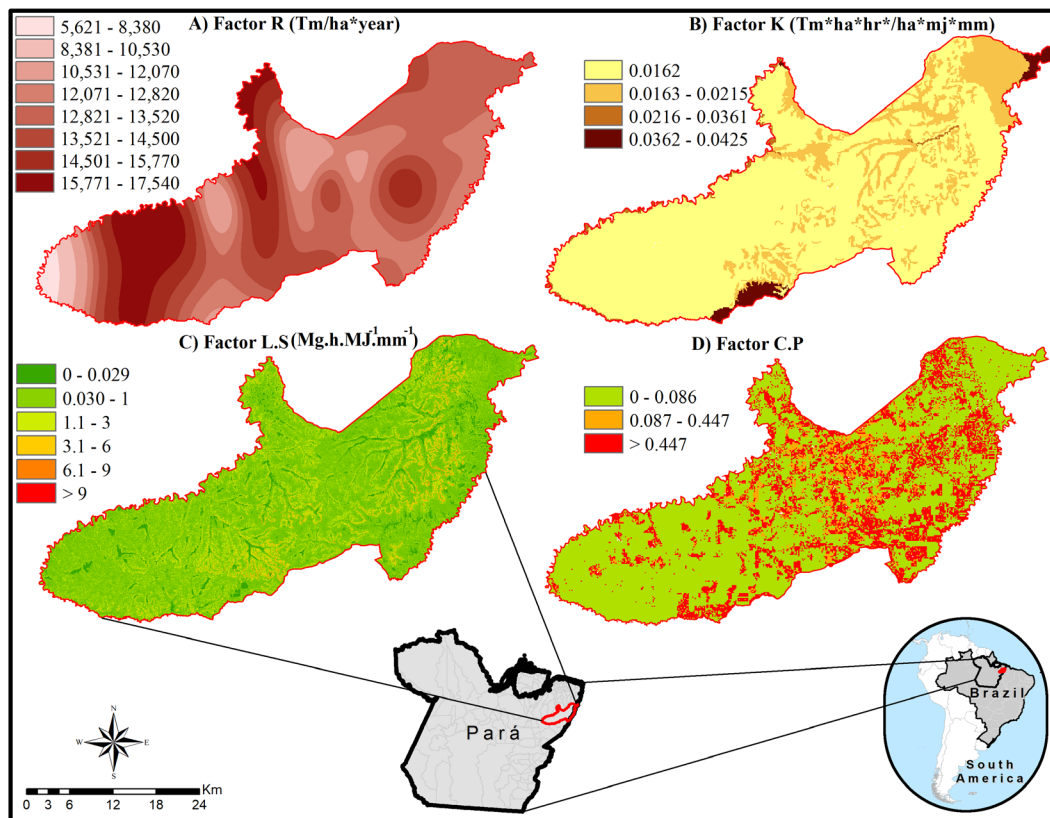 A) Factor R (Tm/ha*year)
5,621 - 8,380
8,381 - 10,530
10,531 - 12,070
12,071 - 12,820
12,821 - 13,520
13,521 - 14,500
14,501 - 15,770
15,771 - 17,540
B) Factor K (Tm*ha*hr*/ha*mj*mm)
0.0162
0.0163 - 0.0215
0.0216 - 0.0361
0.0362 - 0.0425
C) Factor L.S (Mg.h.MJ⁻¹.mm⁻¹)
0 - 0.029
0.030 - 1
1.1 - 3
3.1 - 6
6.1 - 9
> 9
D) Factor C.P
0 - 0.086
0.087 - 0.447
> 0.447
N
W
E
S
Km
0 3 6 12 18 24
Pará
Brazil
South
America